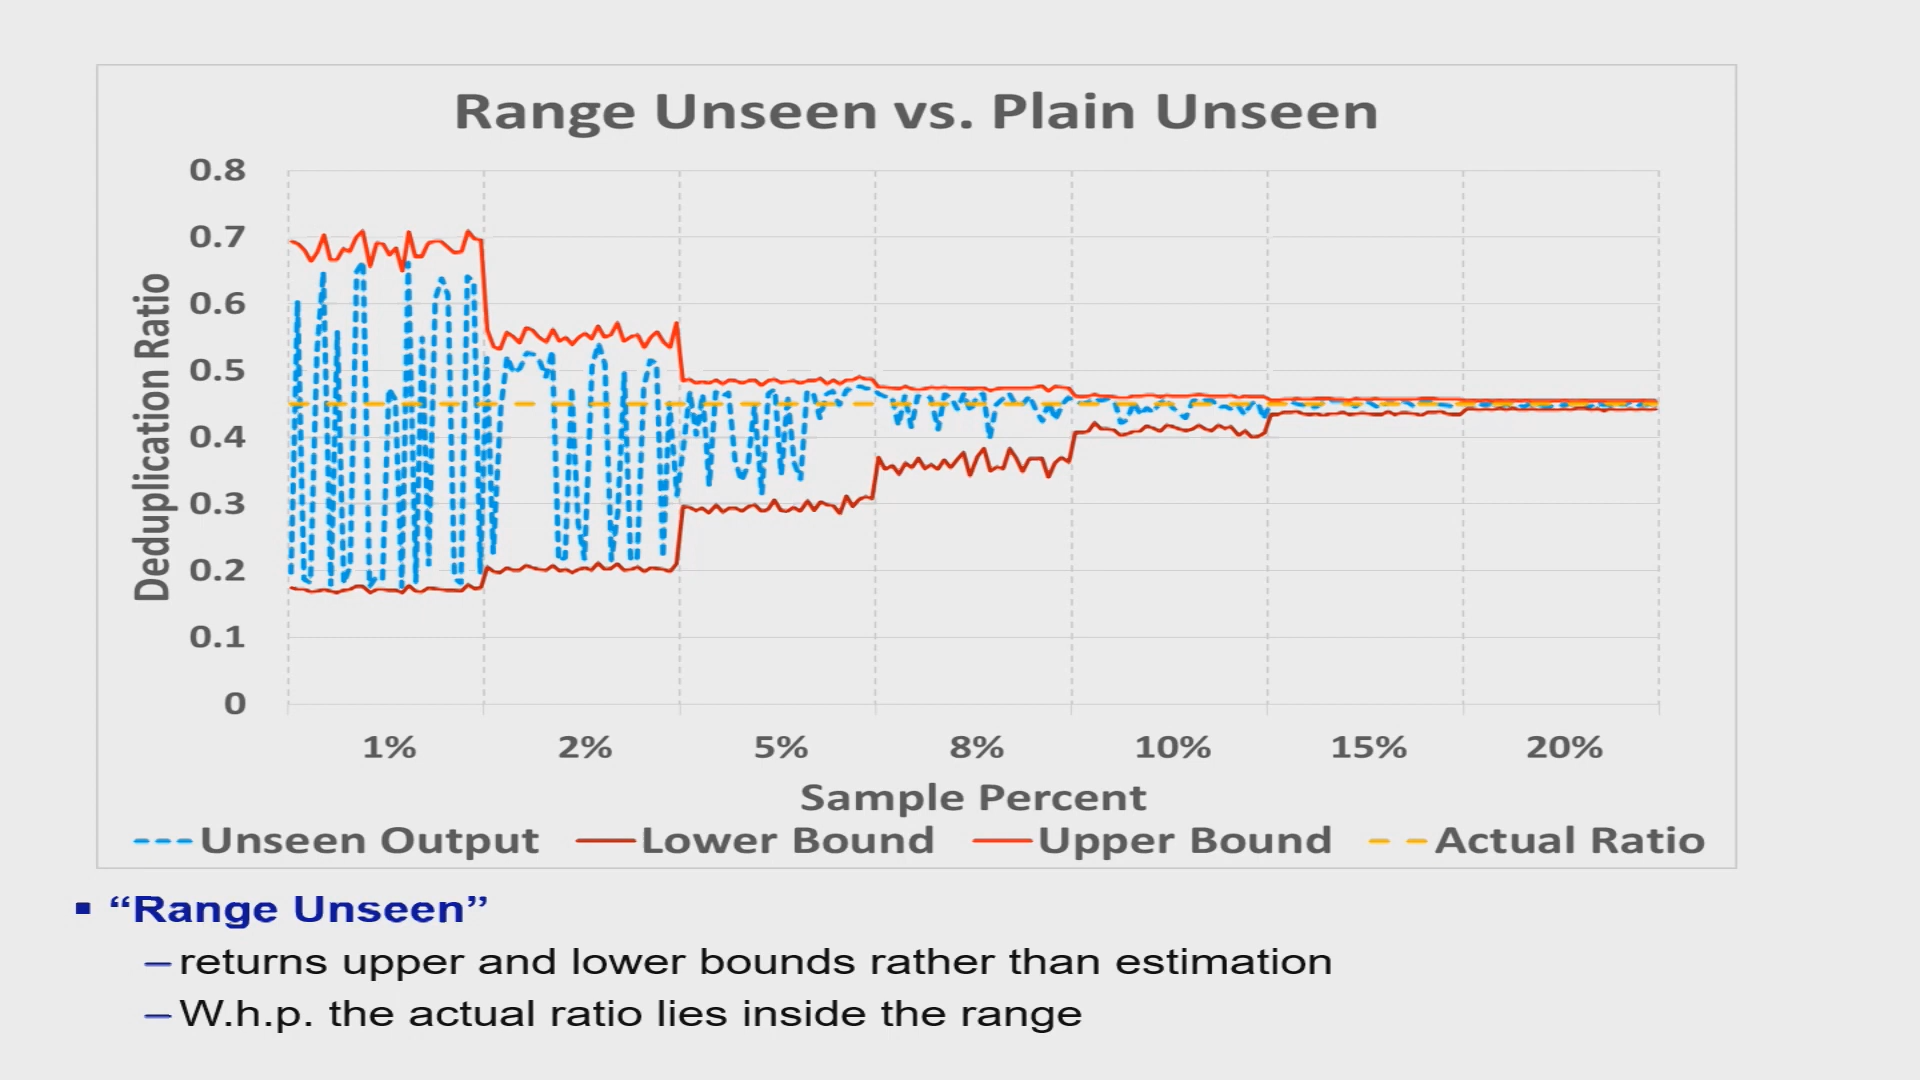 Range Unseen vs. Plain Unseen
0.8
0.7
0.6
0.5
0.4
0.3
0.2
0.1
0
Deduplication Ratio
1% 2% 5% 8% 10% 15% 20%
Sample Percent
Unseen Output Lower Bound Upper Bound Actual Ratio
▪ “Range Unseen”
– returns upper and lower bounds rather than estimation
– W.h.p. the actual ratio lies inside the range